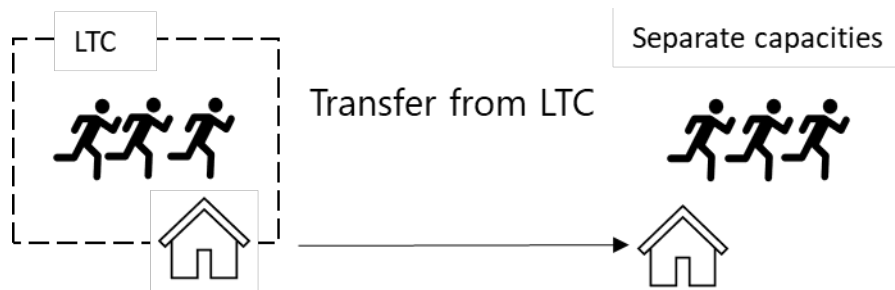 LTC
Transfer from LTC
Separate capacities